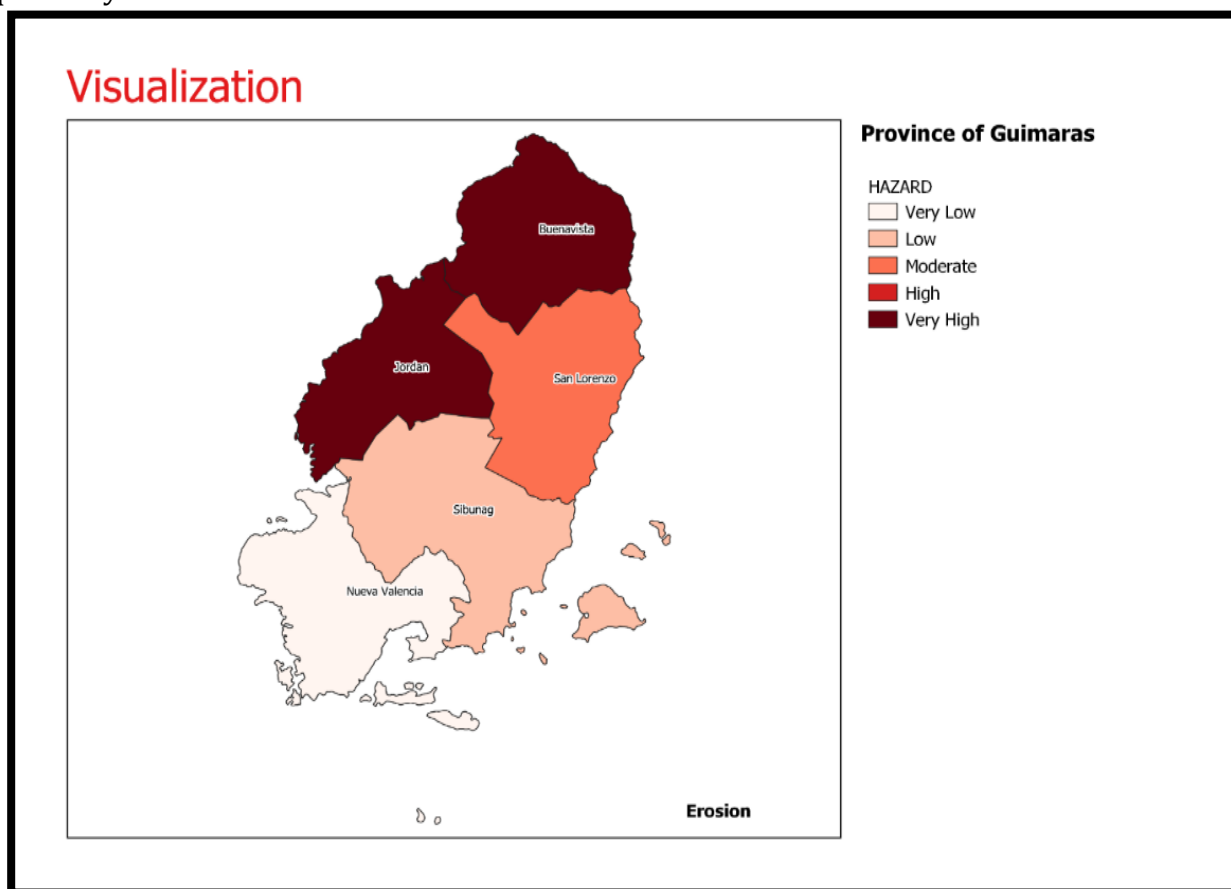 Visualization
Province of Guimaras
HAZARD
Very Low
Low
Moderate
High
Very High
Buenavista
Jordan
San Lorenzo
Sibunag
Nueva Valencia
Erosion